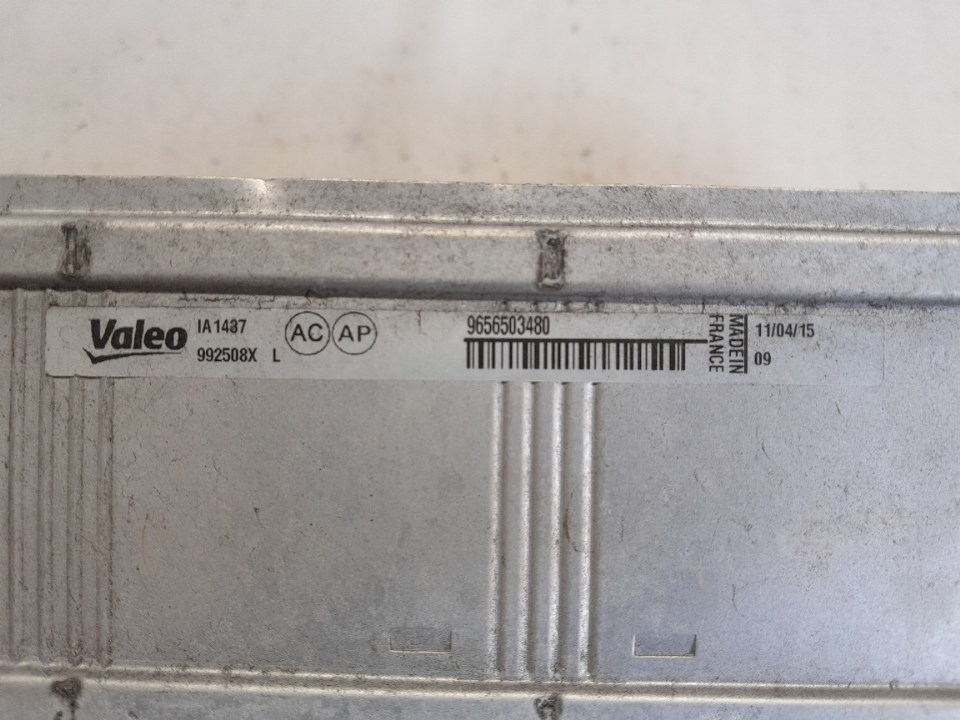 Valeo
IA1437
992508X L
AC AP
9656503480
MADE IN
FRANCE
11/04/15
09